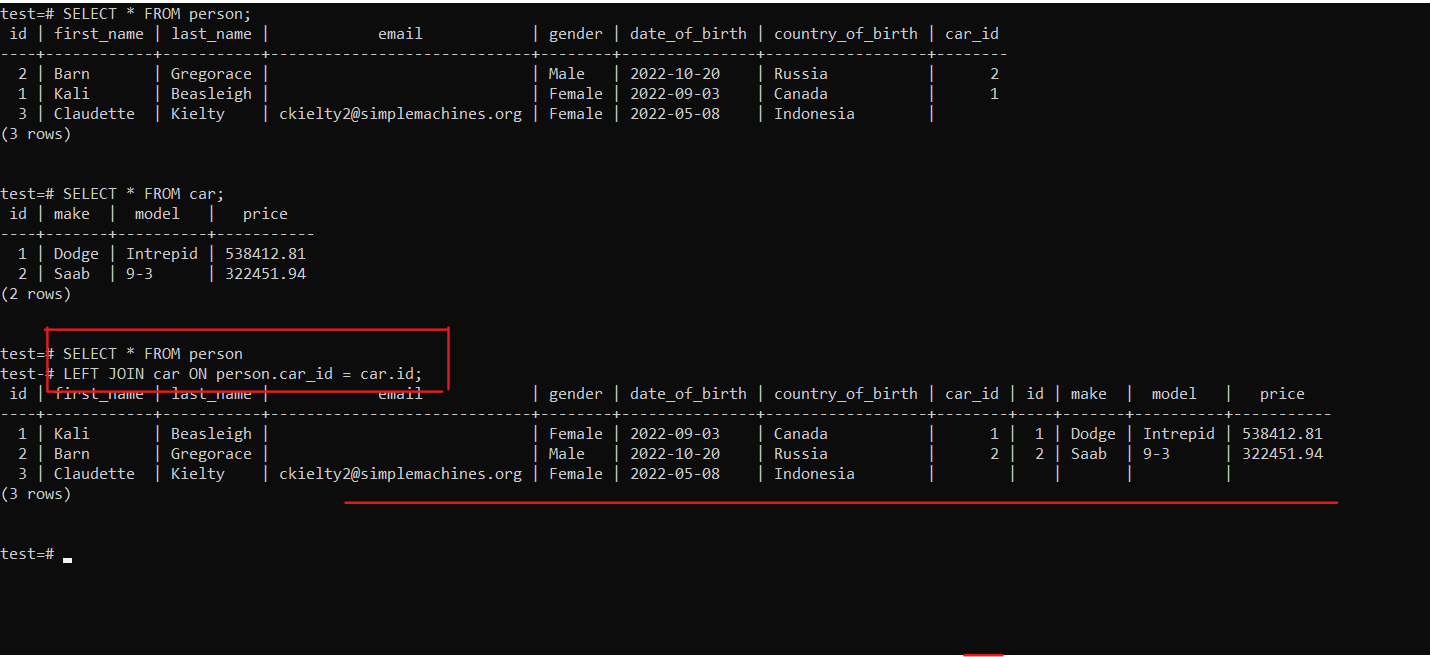 test=# SELECT * FROM person;
 id | first_name | last_name |            email            | gender | date_of_birth | country_of_birth | car_id
----+------------+-----------+-----------------------------+--------+---------------+------------------+--------
  2 | Barn       | Gregorace |                             | Male   | 2022-10-20    | Russia           |      2
  1 | Kali       | Beasleigh |                             | Female | 2022-09-03    | Canada           |      1
  3 | Claudette  | Kielty    | ckielty2@simplemachines.org | Female | 2022-05-08    | Indonesia        |
(3 rows)
test=# SELECT * FROM car;
 id | make  |  model   |   price
----+-------+----------+-----------
  1 | Dodge | Intrepid | 538412.81
  2 | Saab  | 9-3      | 322451.94
(2 rows)
test=# SELECT * FROM person
test-# LEFT JOIN car ON person.car_id = car.id;
 id | first_name | last_name |            email            | gender | date_of_birth | country_of_birth | car_id | id | make  |  model   |   price
----+------------+-----------+-----------------------------+--------+---------------+------------------+--------+----+-------+----------+-----------
  1 | Kali       | Beasleigh |                             | Female | 2022-09-03    | Canada           |      1 |  1 | Dodge | Intrepid | 538412.81
  2 | Barn       | Gregorace |                             | Male   | 2022-10-20    | Russia           |      2 |  2 | Saab  | 9-3      | 322451.94
  3 | Claudette  | Kielty    | ckielty2@simplemachines.org | Female | 2022-05-08    | Indonesia        |        |    |       |          |
(3 rows)
test=#